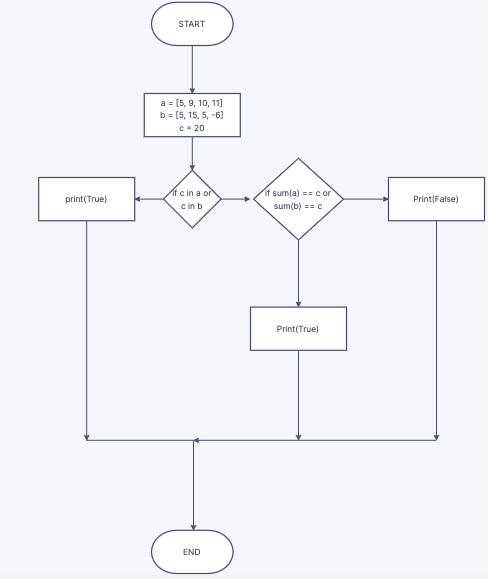 START
a = [5, 9, 10, 11]
b = [5, 15, 5, -6]
c = 20
print(True)
if c in a or
c in b
if sum(a) == c or
sum(b) == c
Print(False)
Print(True)
END